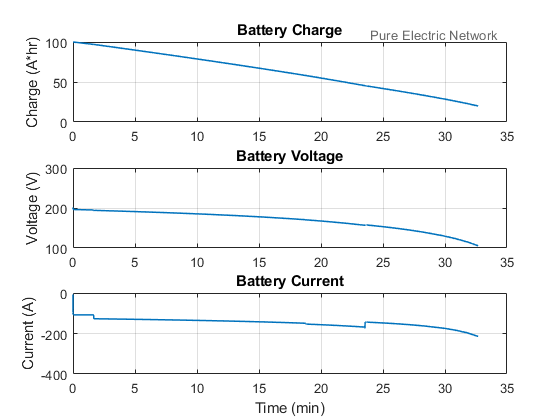 Battery Charge
Pure Electric Network
Charge (A*hr)
100
50
0
0 5 10 15 20 25 30 35
Battery Voltage
Voltage (V)
300
200
100
0 5 10 15 20 25 30 35
Battery Current
Current (A)
0
-200
-400
0 5 10 15 20 25 30 35
Time (min)